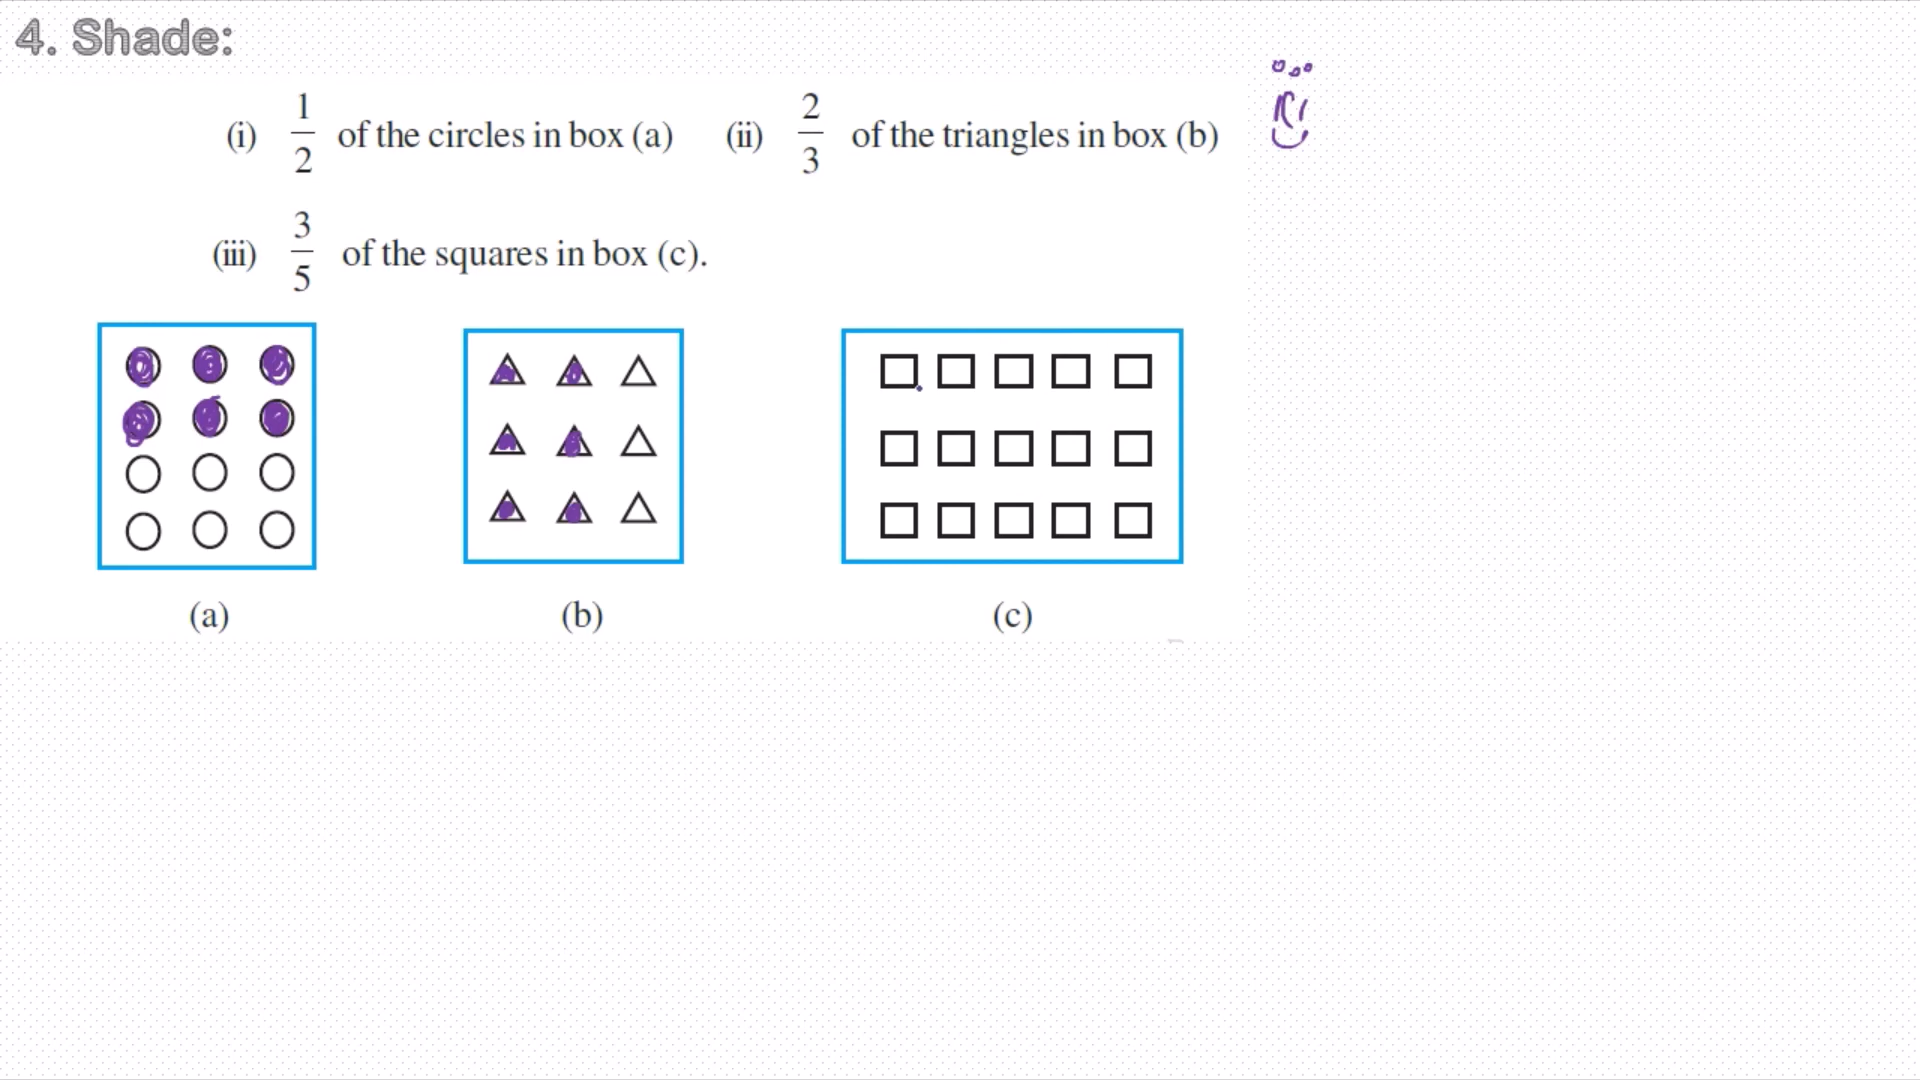 4. Shade:
(i) 1/2 of the circles in box (a) (ii) 2/3 of the triangles in box (b)
(iii) 3/5 of the squares in box (c).
(a) (b) (c)